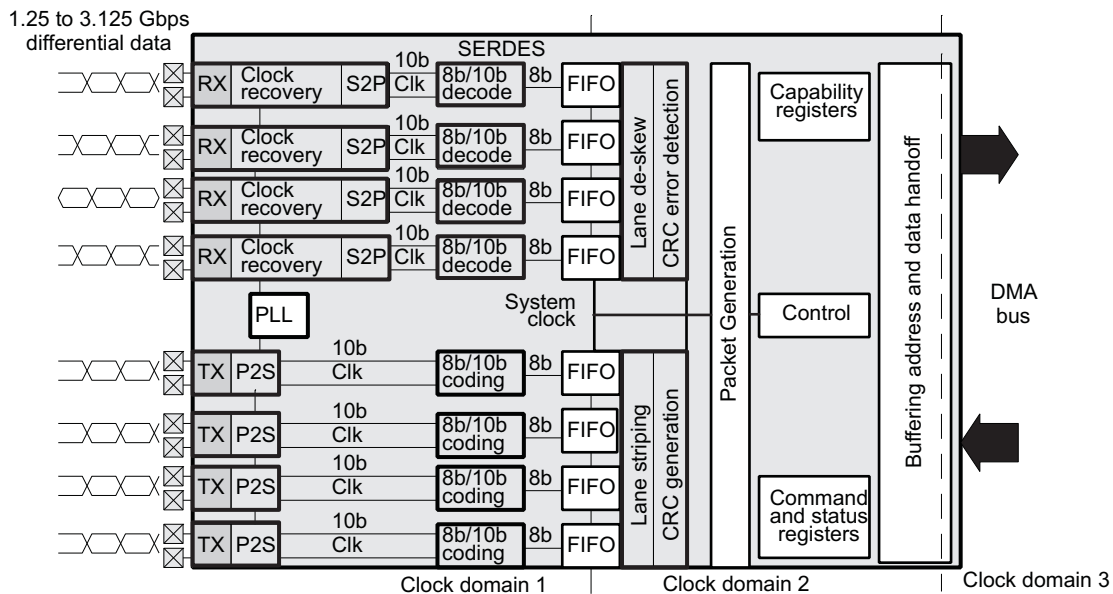 1.25 to 3.125 Gbps
differential data
SERDES
RX
Clock
recovery
S2P
10b
Clk
8b/10b
decode
8b
FIFO
RX
Clock
recovery
S2P
10b
Clk
8b/10b
decode
8b
FIFO
RX
Clock
recovery
S2P
10b
Clk
8b/10b
decode
8b
FIFO
RX
Clock
recovery
S2P
10b
Clk
8b/10b
decode
8b
FIFO
Lane de-skew
CRC error detection
PLL
System
clock
TX
P2S
10b
Clk
8b/10b
coding
8b
FIFO
TX
P2S
10b
Clk
8b/10b
coding
8b
FIFO
TX
P2S
10b
Clk
8b/10b
coding
8b
FIFO
TX
P2S
10b
Clk
8b/10b
coding
8b
FIFO
Lane striping
CRC generation
Packet Generation
Capability
registers
Control
Command
and status
registers
Buffering address and data handoff
DMA
bus
Clock domain 1
Clock domain 2
Clock domain 3